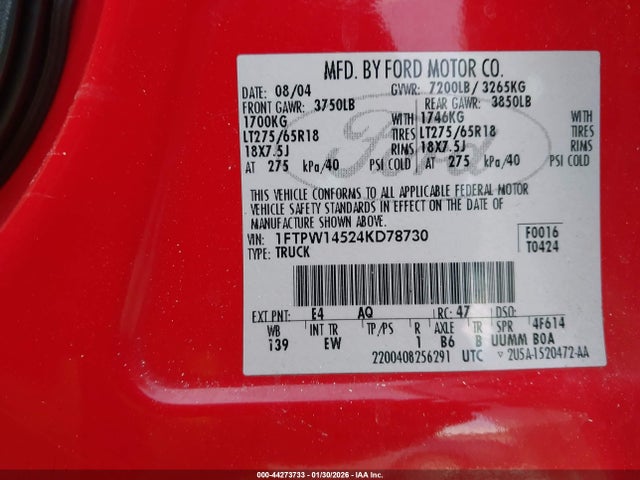 MFD. BY FORD MOTOR CO.
DATE: 08/04 GVWR: 7200LB/ 3265KG
FRONT GAWR: 3750LB REAR GAWR: 3850LB
1700KG WITH 1746KG WITH
LT275/65R18 TIRES LT275/65R18 TIRES
18X7.5J RIMS 18X7.5J RIMS
AT 275 kPa/40 PSI COLD AT 275 kPa/40 PSI COLD
Ford
THIS VEHICLE CONFORMS TO ALL APPLICABLE FEDERAL MOTOR
VEHICLE SAFETY STANDARDS IN EFFECT ON THE DATE OF
MANUFACTURE SHOWN ABOVE.
VIN: 1FTPW14524KD78730 F0016
TYPE: TRUCK T0424
EXT PNT: E4 AQ RC: 47 DSO:
WB INT TR TP/PS R AXLE TR SPR 4F614
139 EW 1 B6 B UUMM BOA
2200408256291 UTC 2U5A-1520472-AA
000-44273733 - 01/30/2026 - IAA Inc.